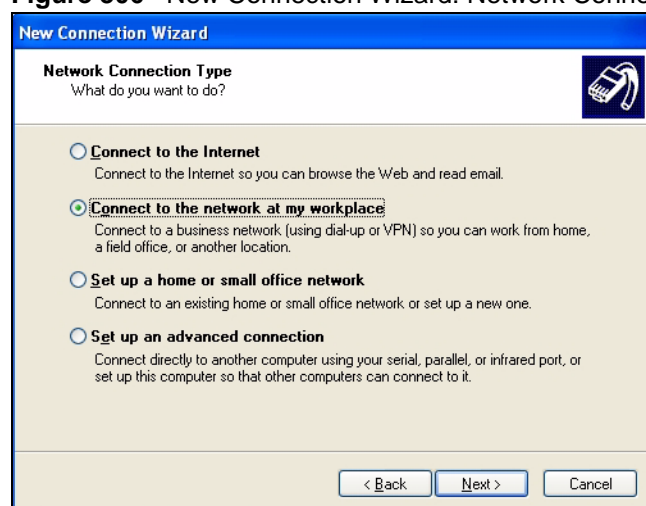 New Connection Wizard
Network Connection Type
What do you want to do?
Connect to the Internet
Connect to the Internet so you can browse the Web and read email.
Connect to the network at my workplace
Connect to a business network (using dial-up or VPN) so you can work from home,
a field office, or another location.
Set up a home or small office network
Connect to an existing home or small office network or set up a new one.
Set up an advanced connection
Connect directly to another computer using your serial, parallel, or infrared port, or
set up this computer so that other computers can connect to it.
< Back Next > Cancel